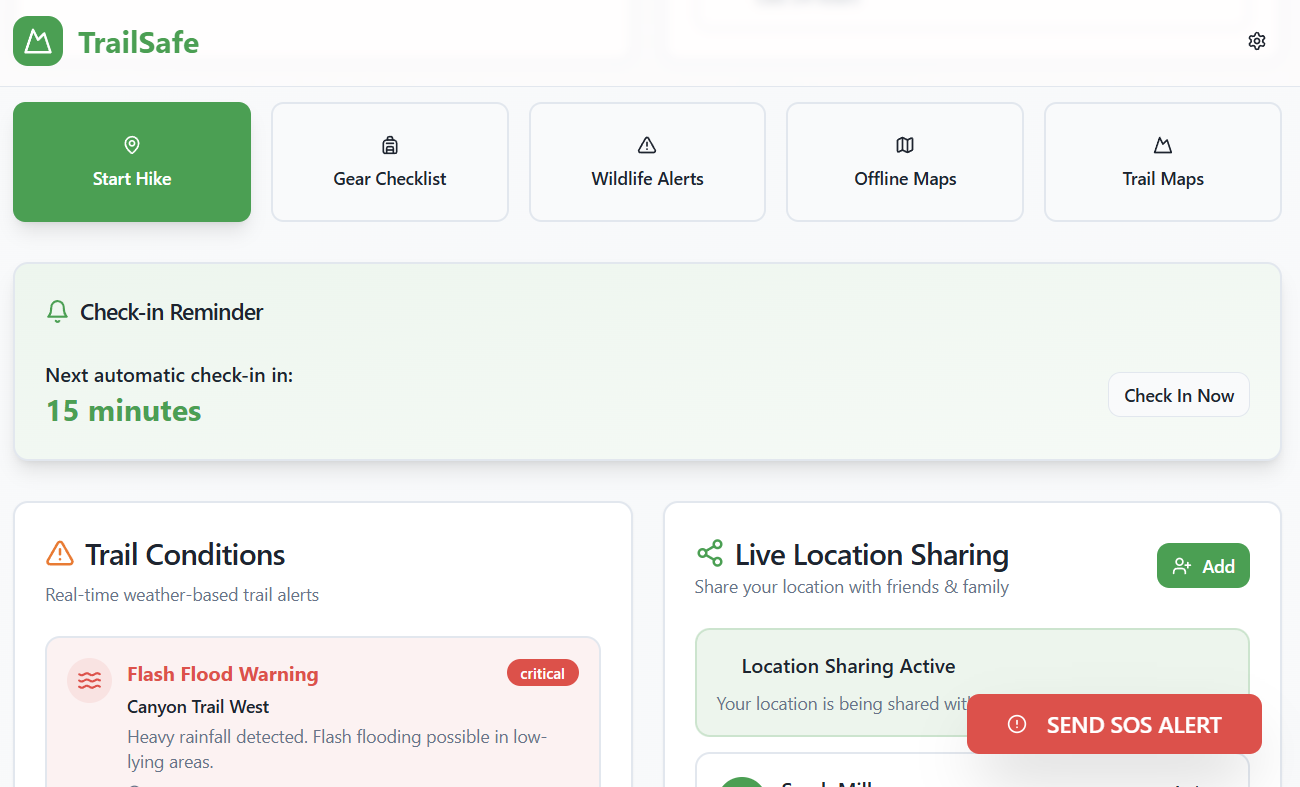 TrailSafe
Start Hike
Gear Checklist
Wildlife Alerts
Offline Maps
Trail Maps
Check-in Reminder
Next automatic check-in in:
15 minutes
Check In Now
Trail Conditions
Real-time weather-based trail alerts
Flash Flood Warning
critical
Canyon Trail West
Heavy rainfall detected. Flash flooding possible in low-
lying areas.
Live Location Sharing
Share your location with friends & family
Add
Location Sharing Active
Your location is being shared with
SEND SOS ALERT